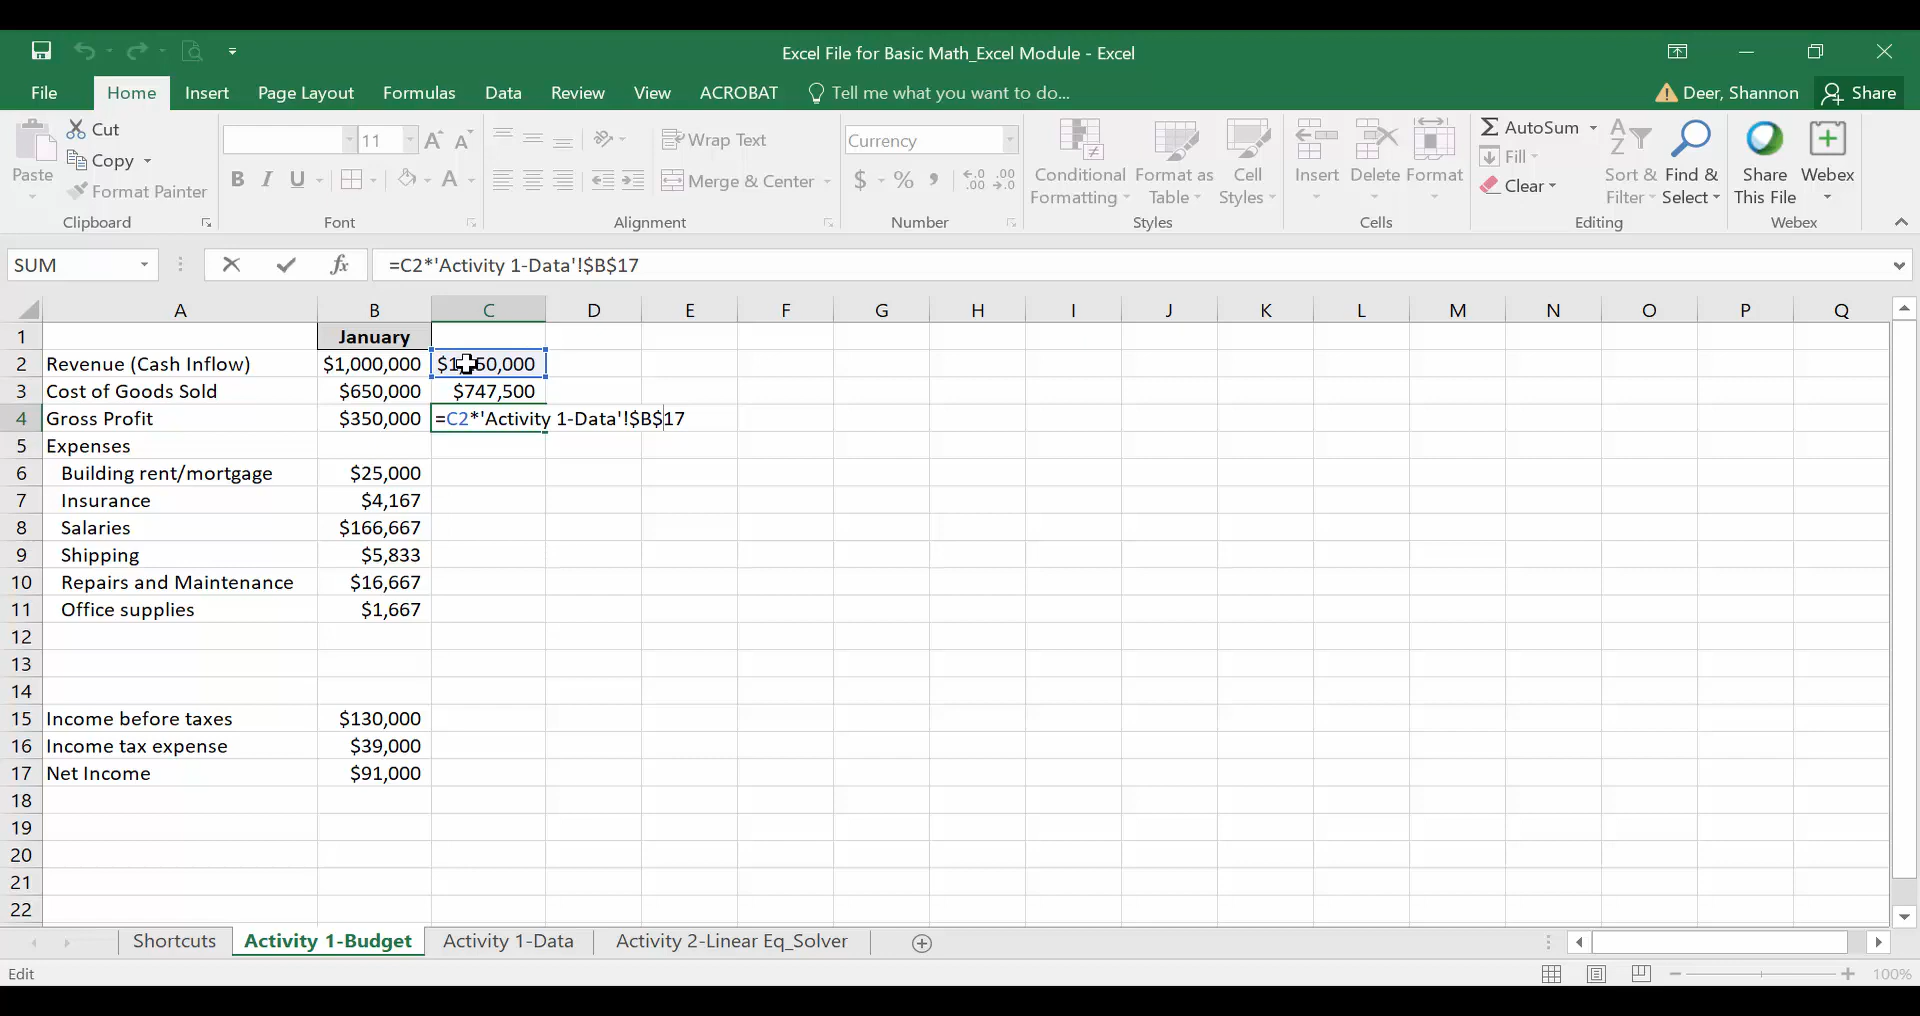 Excel File for Basic Math_Excel Module - Excel
File Home Insert Page Layout Formulas Data Review View ACROBAT Tell me what you want to do... Deer, Shannon Share
Paste Cut Copy Format Painter Clipboard
11 A A B I U A Font
Wrap Text Merge & Center Alignment
Currency $ % , .0 .00 .00 .0 Number
Conditional Formatting Format as Table Cell Styles Styles
Insert Delete Format Cells
AutoSum Fill Clear A Z Sort & Filter Find & Select Editing
Share This File Webex Webex
SUM fx =C2*'Activity 1-Data'!$B$17
A B C D E F G H I J K L M N O P Q
1 January
2 Revenue (Cash Inflow) $1,000,000
3 Cost of Goods Sold $650,000 $747,500
4 Gross Profit $350,000 =C2*'Activity 1-Data'!$B$17
5 Expenses
6 Building rent/mortgage $25,000
7 Insurance $4,167
8 Salaries $166,667
9 Shipping $5,833
10 Repairs and Maintenance $16,667
11 Office supplies $1,667
12
13
14
15 Income before taxes $130,000
16 Income tax expense $39,000
17 Net Income $91,000
18
19
20
21
22
Shortcuts Activity 1-Budget Activity 1-Data Activity 2-Linear Eq_Solver
Edit 100%